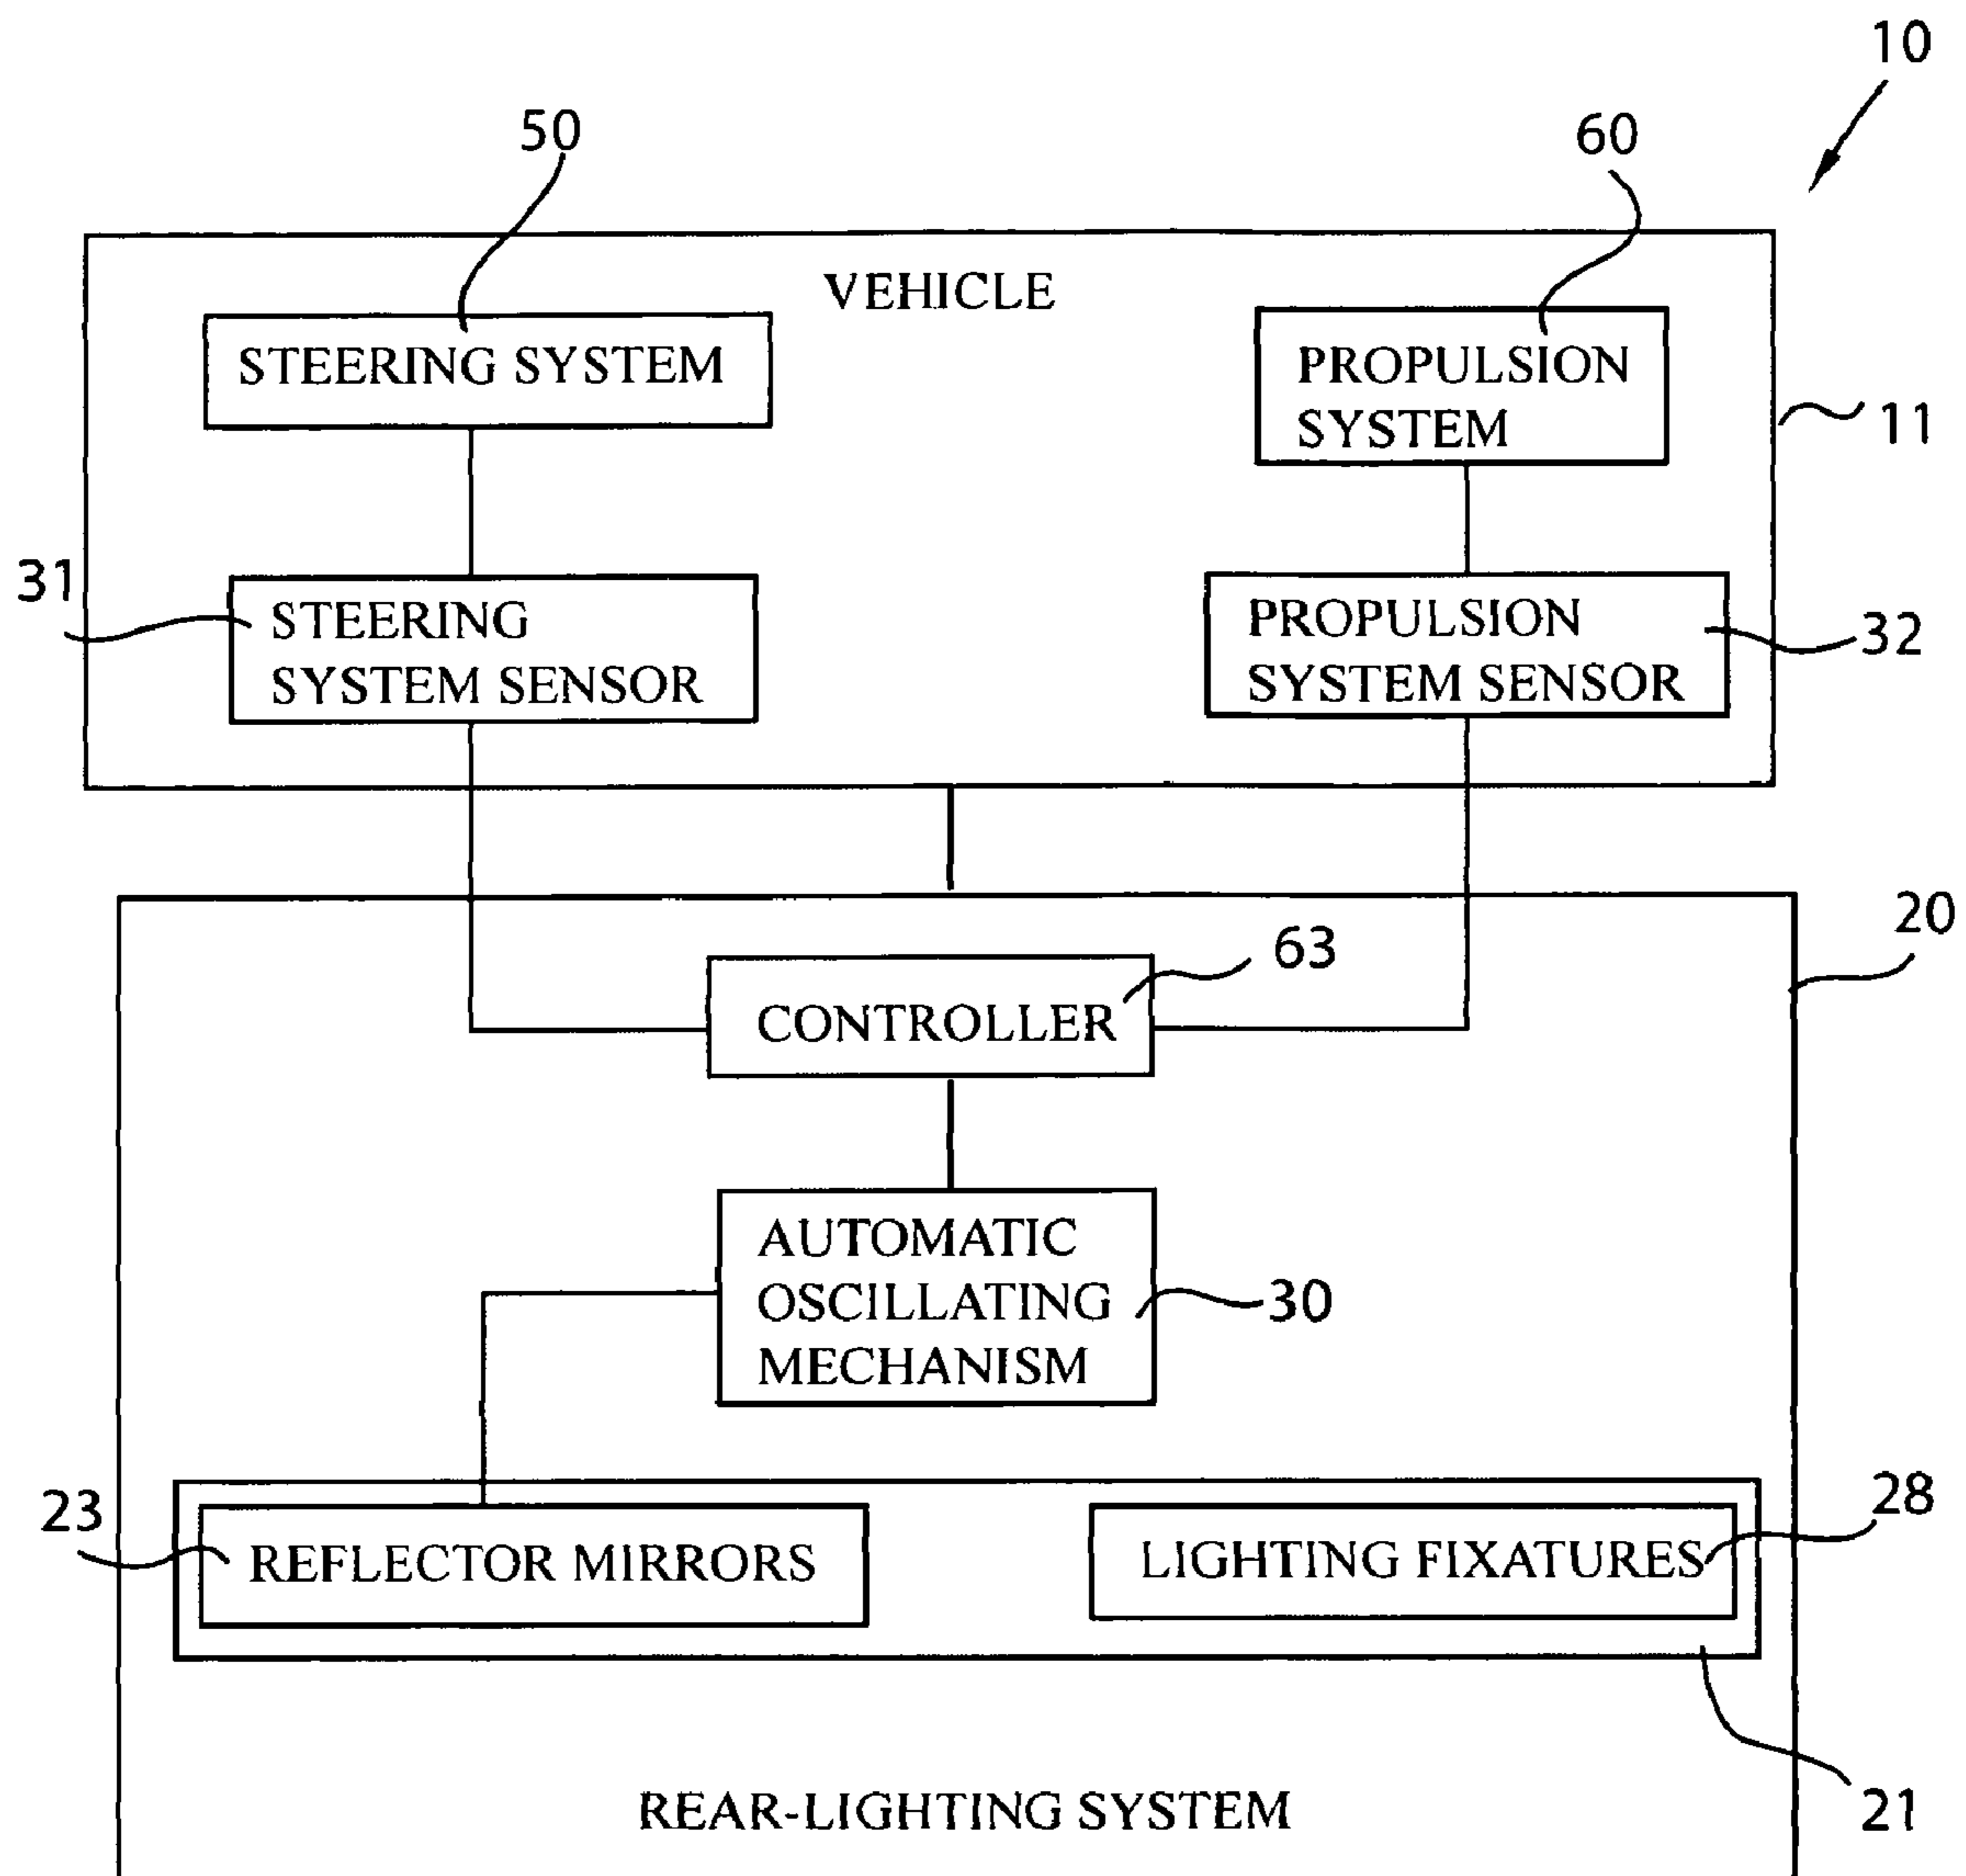 10
50
60
VEHICLE
STEERING SYSTEM
PROPULSION
SYSTEM
11
31
STEERING
SYSTEM SENSOR
PROPULSION
SYSTEM SENSOR
32
20
63
CONTROLLER
AUTOMATIC
OSCILLATING
MECHANISM
30
23
REFLECTOR MIRRORS
LIGHTING FIXATURES
28
REAR-LIGHTING SYSTEM
21